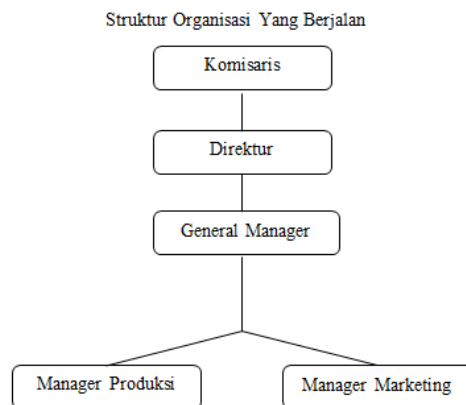 Struktur Organisasi Yang Berjalan
Komisaris
Direktur
General Manager
Manager Produksi
Manager Marketing